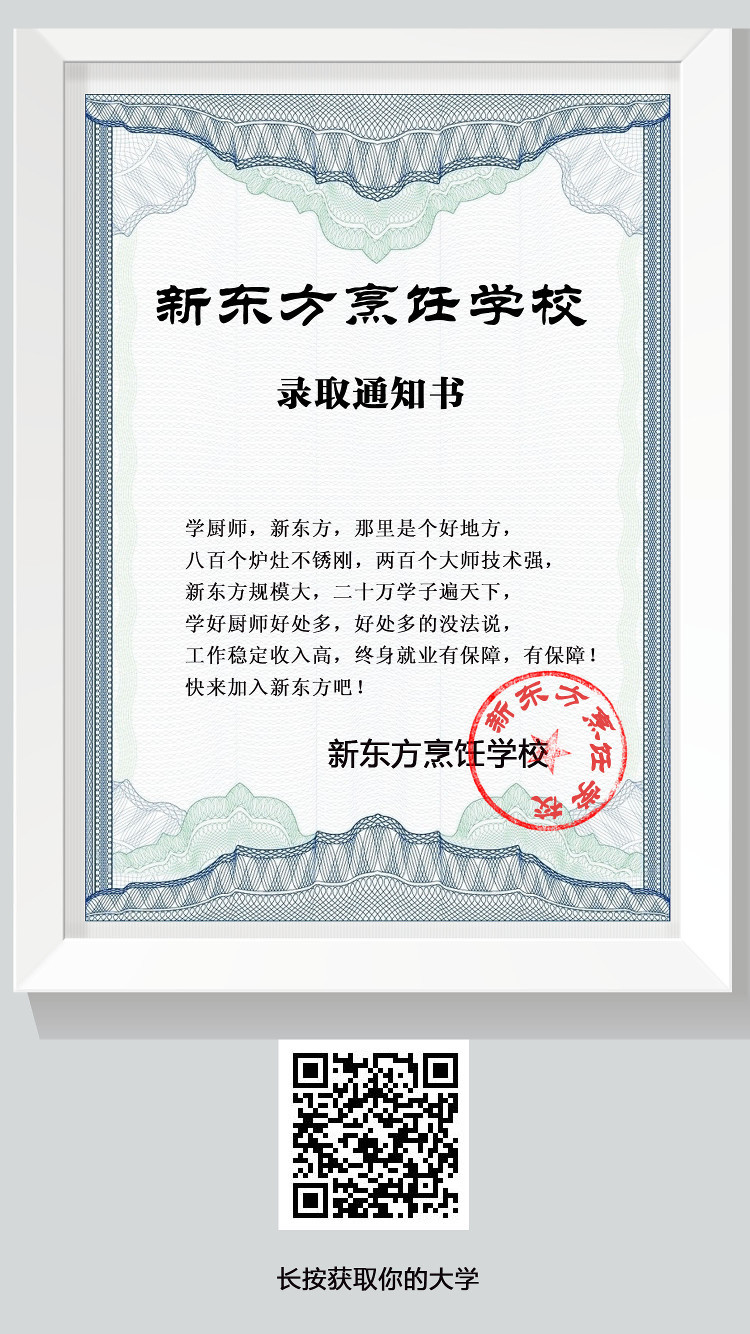 新东方烹饪学校
录取通知书
学厨师，新东方，那里是个好地方，
八百个炉灶不锈刚，两百个大师技术强，
新东方规模大，二十万学子遍天下，
学好厨师好处多，好处多的没法说，
工作稳定收入高，终身就业有保障，有保障！
快来加入新东方吧！
新东方烹饪学校
新东方烹饪学校
长按获取你的大学